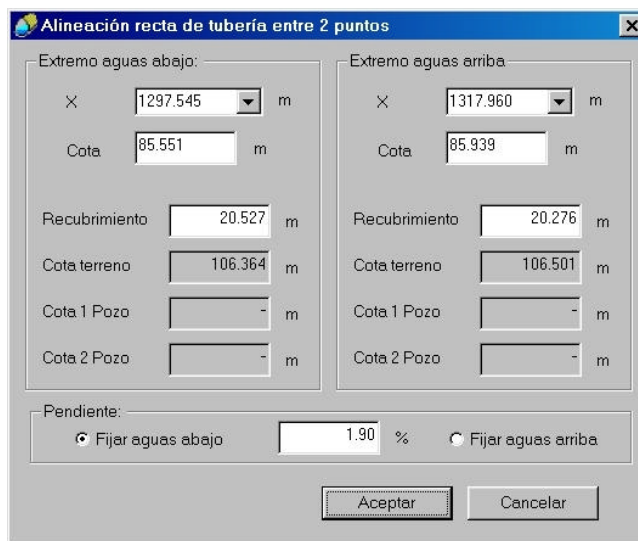 Alineación recta de tubería entre 2 puntos
Extremo aguas abajo:
X 1297.545 m
Cota 85.551 m
Recubrimiento 20.527 m
Cota terreno 106.364 m
Cota 1 Pozo - m
Cota 2 Pozo - m
Extremo aguas arriba
X 1317.960 m
Cota 85.939 m
Recubrimiento 20.276 m
Cota terreno 106.501 m
Cota 1 Pozo - m
Cota 2 Pozo - m
Pendiente:
Fijar aguas abajo 1.90 % Fijar aguas arriba
Aceptar Cancelar